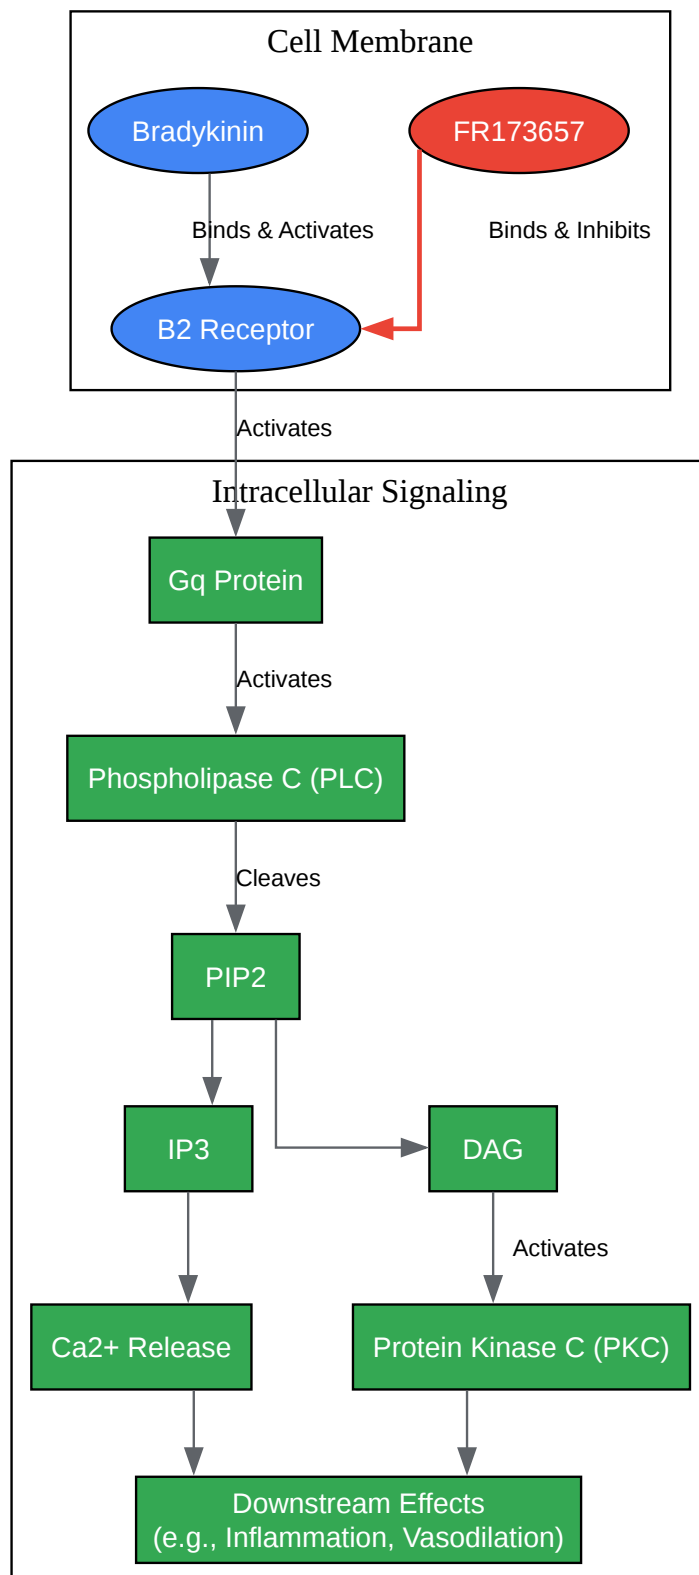 Cell Membrane
Bradykinin
FR173657
Binds & Activates
Binds & Inhibits
B2 Receptor
Activates
Intracellular Signaling
Gq Protein
Activates
Phospholipase C (PLC)
Cleaves
PIP2
IP3
DAG
Activates
Ca2+ Release
Protein Kinase C (PKC)
Downstream Effects
(e.g., Inflammation, Vasodilation)